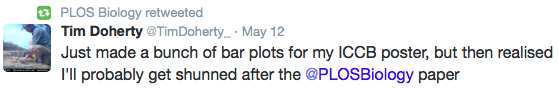 PLOS Biology retweeted
Tim Doherty @TimDoherty_ · May 12
Just made a bunch of bar plots for my ICCB poster, but then realised
I'll probably get shunned after the @PLOSBiology paper